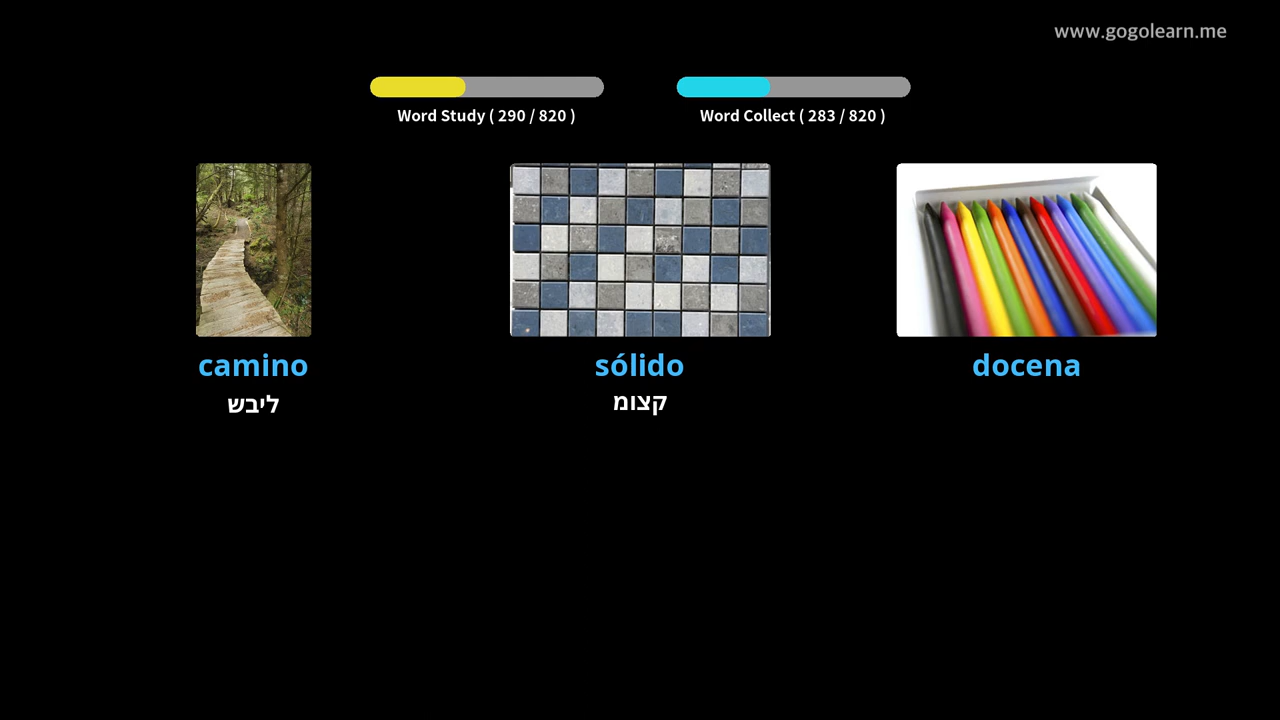 www.gogolearn.me
Word Study ( 290 / 820 )
Word Collect ( 283 / 820 )
camino
sólido
docena
ליבש
קצומ